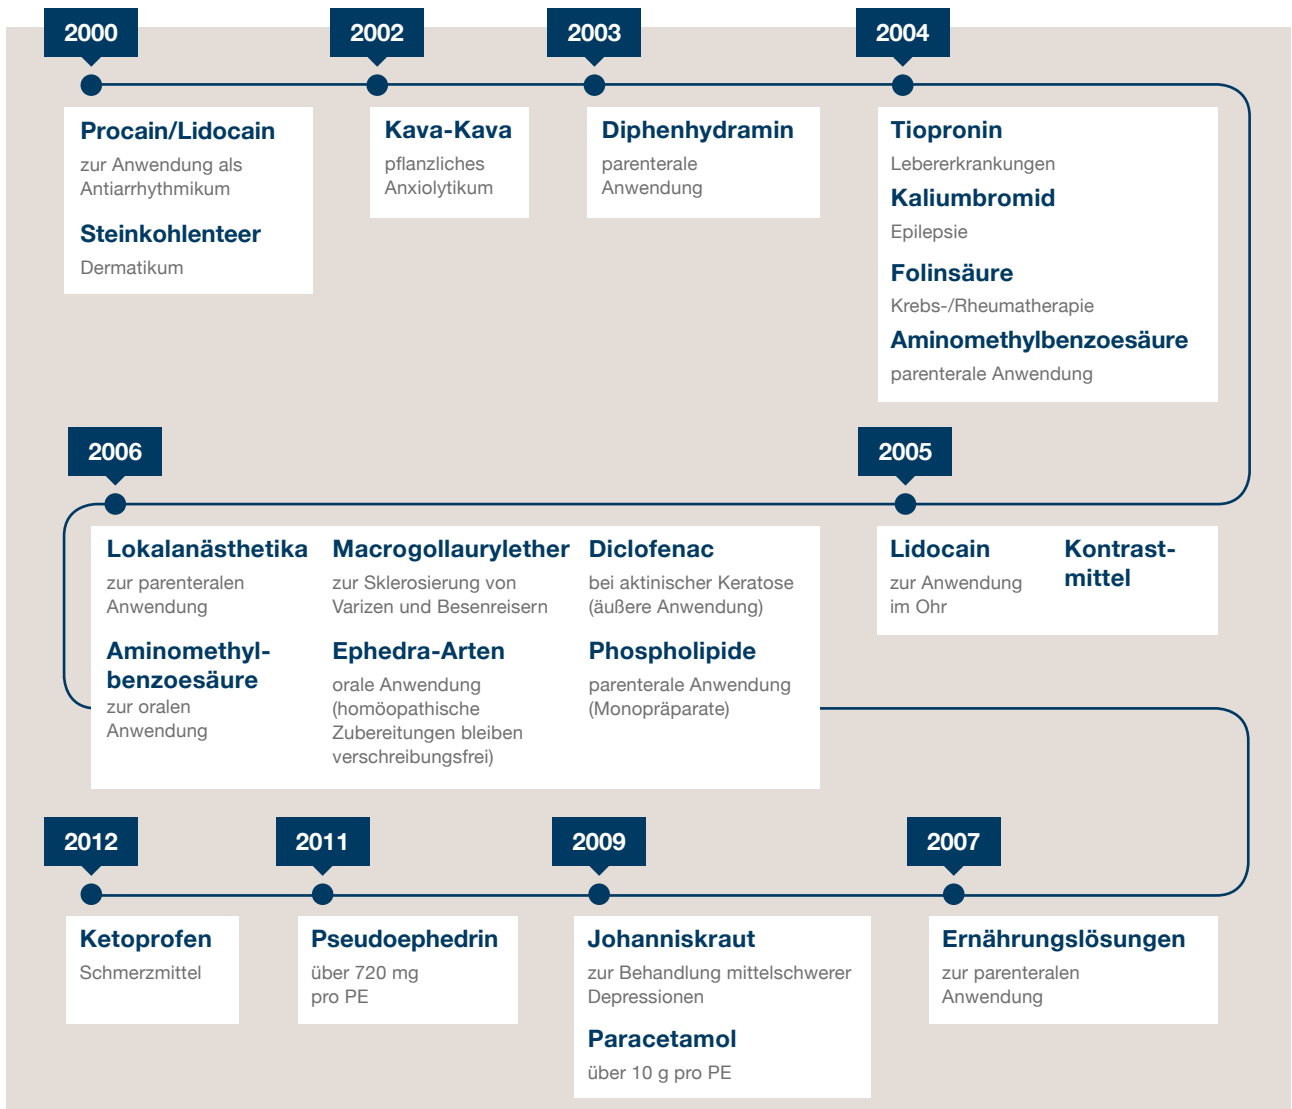 2000
Procain/Lidocain
zur Anwendung als
Antiarrhythmikum
Steinkohlenteer
Dermatikum
2002
Kava-Kava
pflanzliches
Anxiolytikum
2003
Diphenhydramin
parenterale
Anwendung
2004
Tiopronin
Lebererkrankungen
Kaliumbromid
Epilepsie
Folinsäure
Krebs-/Rheumatherapie
Aminomethylbenzoesäure
parenterale Anwendung
2005
Lidocain
zur Anwendung
im Ohr
Kontrast-
mittel
2006
Lokalanästhetika
zur parenteralen
Anwendung
Macrogollaurylether
zur Sklerosierung von
Varizen und Besenreisern
Diclofenac
bei aktinischer Keratose
(äußere Anwendung)
Aminomethyl-
benzoesäure
zur oralen
Anwendung
Ephedra-Arten
orale Anwendung
(homöopathische
Zubereitungen bleiben
verschreibungsfrei)
Phospholipide
parenterale Anwendung
(Monopräparate)
2007
Ernährungslösungen
zur parenteralen
Anwendung
2009
Johanniskraut
zur Behandlung mittelschwerer
Depressionen
Paracetamol
über 10 g pro PE
2011
Pseudoephedrin
über 720 mg
pro PE
2012
Ketoprofen
Schmerzmittel